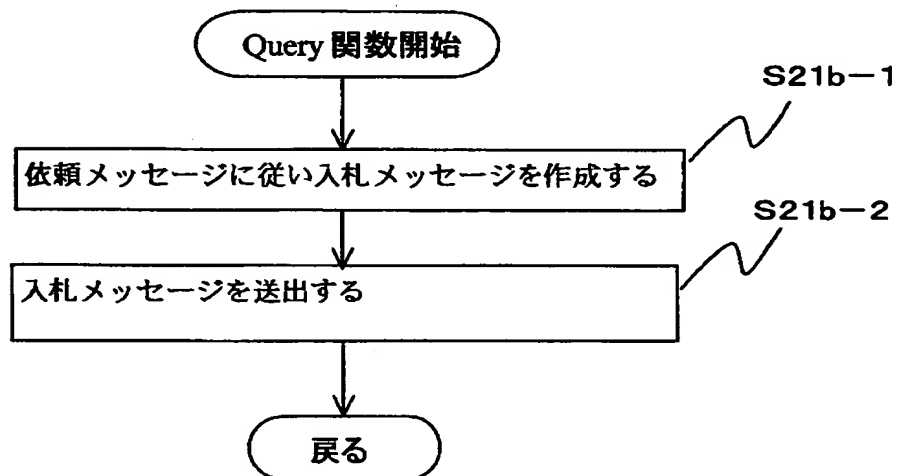 Query 関数開始
S21b-1
依頼メッセージに従い入札メッセージを作成する
S21b-2
入札メッセージを送出する
戻る